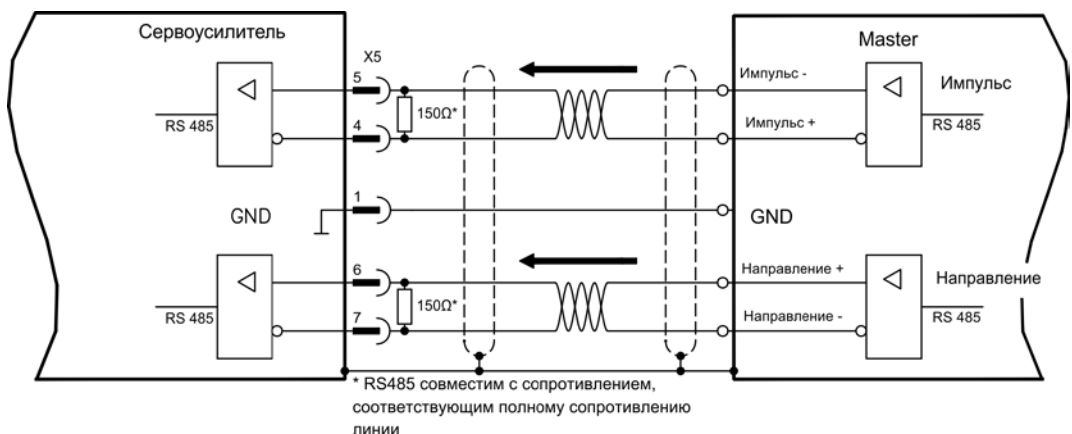 Сервоусилитель
X5
Master
5
Импульс -
Импульс
RS 485
150Ω*
4
Импульс +
RS 485
1
GND
GND
6
Направление +
Направление
RS 485
150Ω*
7
Направление -
RS 485
* RS485 совместим с сопротивлением,
соответствующим полному сопротивлению
линии